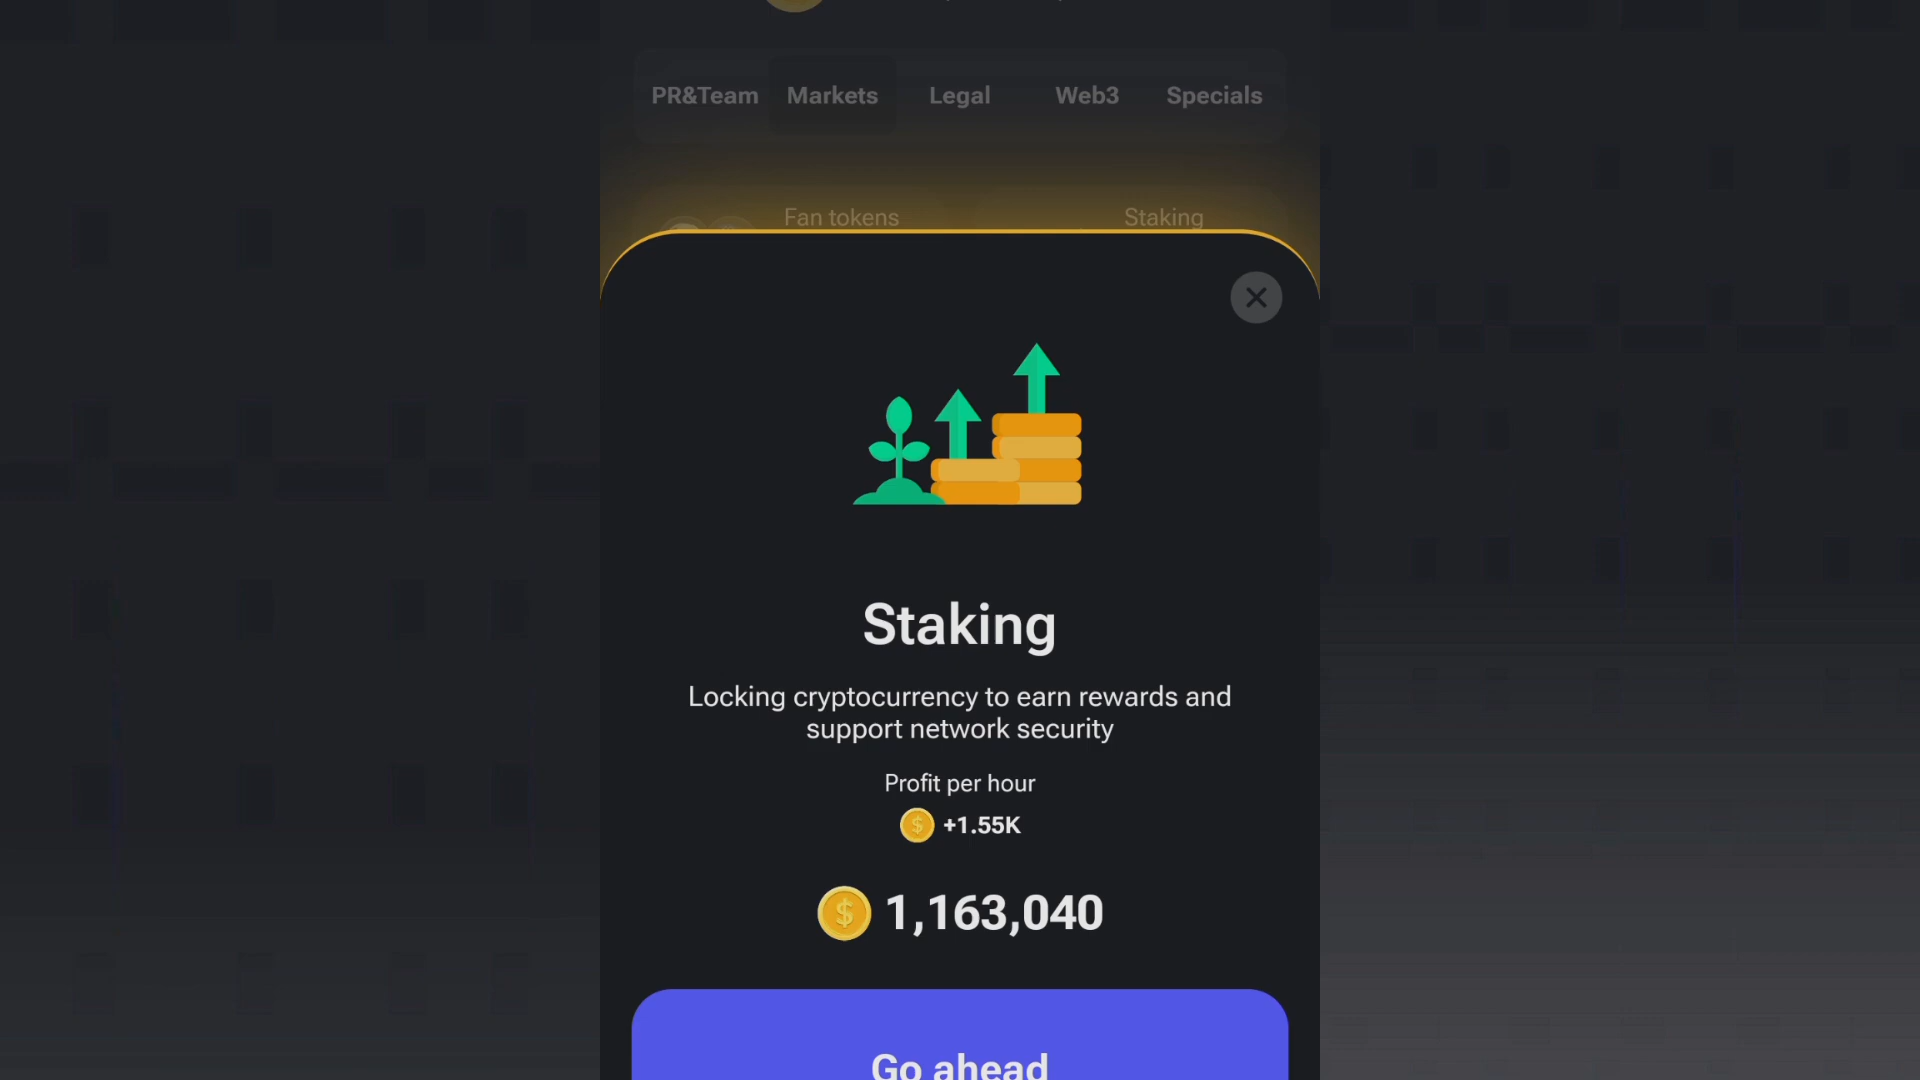 PR&Team Markets Legal Web3 Specials
Fan tokens Staking
Staking
Locking cryptocurrency to earn rewards and
support network security
Profit per hour
+1.55K
1,163,040
Go ahead